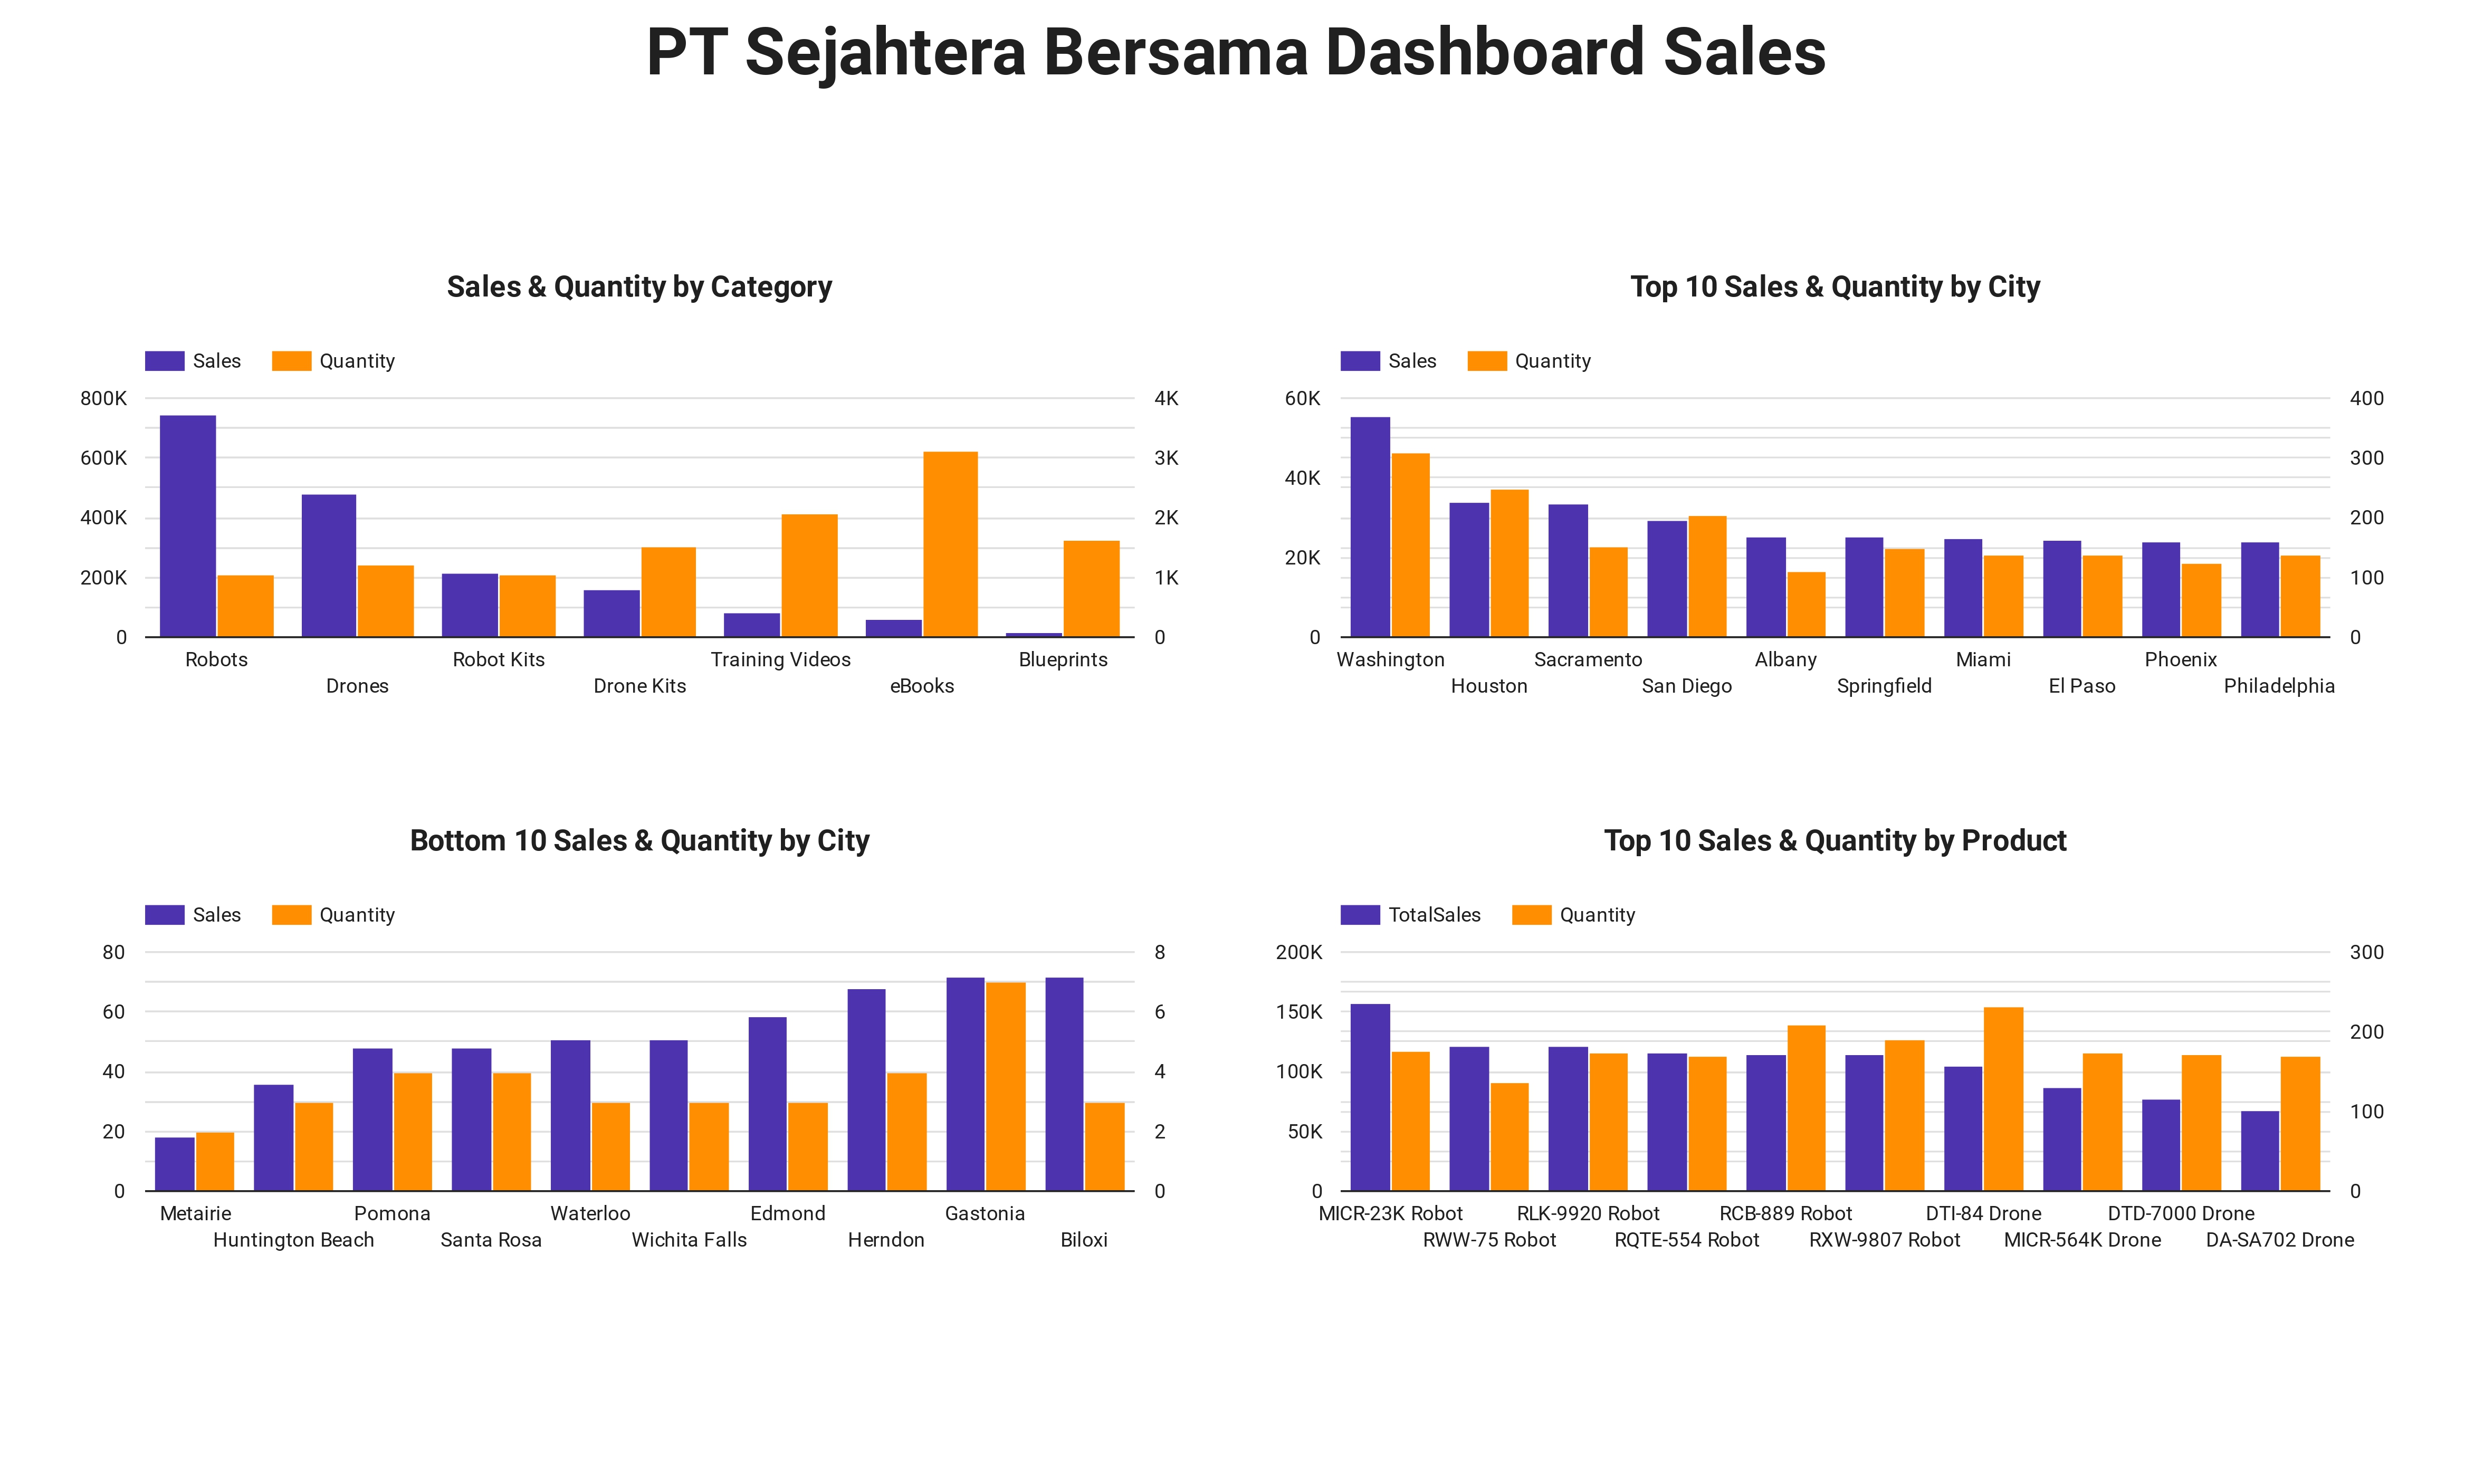 PT Sejahtera Bersama Dashboard Sales
Sales & Quantity by Category
Sales Quantity
800K 4K
600K 3K
400K 2K
200K 1K
0 0
Robots Robot Kits Training Videos Blueprints
Drones Drone Kits eBooks
Top 10 Sales & Quantity by City
Sales Quantity
60K 400
300
40K
200
20K
100
0 0
Washington Sacramento Albany Miami Phoenix
Houston San Diego Springfield El Paso Philadelphia
Bottom 10 Sales & Quantity by City
Sales Quantity
80 8
60 6
40 4
20 2
0 0
Metairie Pomona Waterloo Edmond Gastonia
Huntington Beach Santa Rosa Wichita Falls Herndon Biloxi
Top 10 Sales & Quantity by Product
TotalSales Quantity
200K 300
150K
200
100K
100
50K
0 0
MICR-23K Robot RLK-9920 Robot RCB-889 Robot DTI-84 Drone DTD-7000 Drone
RWW-75 Robot RQTE-554 Robot RXW-9807 Robot MICR-564K Drone DA-SA702 Drone